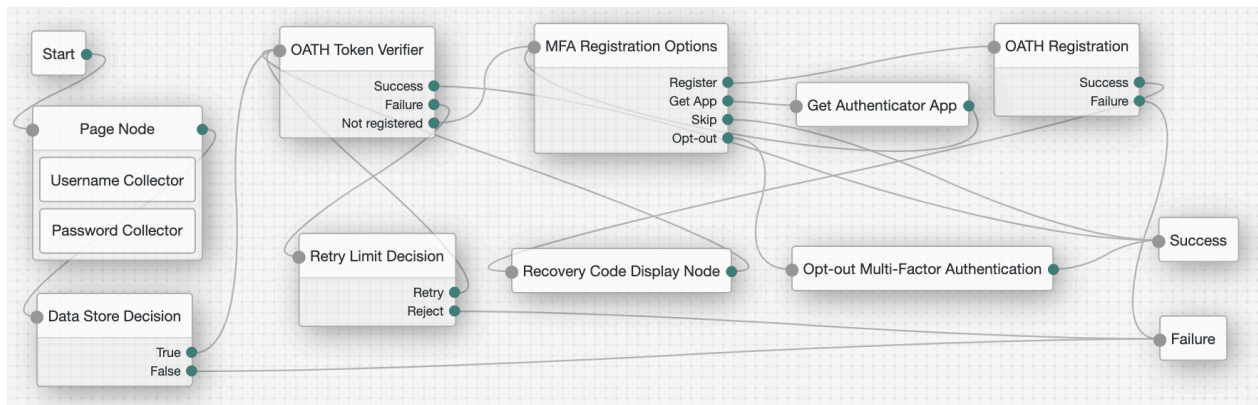 Start
Page Node
Username Collector
Password Collector
Data Store Decision
True
False
OATH Token Verifier
Success
Failure
Not registered
Retry Limit Decision
Retry
Reject
MFA Registration Options
Register
Get App
Skip
Opt-out
Get Authenticator App
Recovery Code Display Node
Opt-out Multi-Factor Authentication
OATH Registration
Success
Failure
Success
Failure